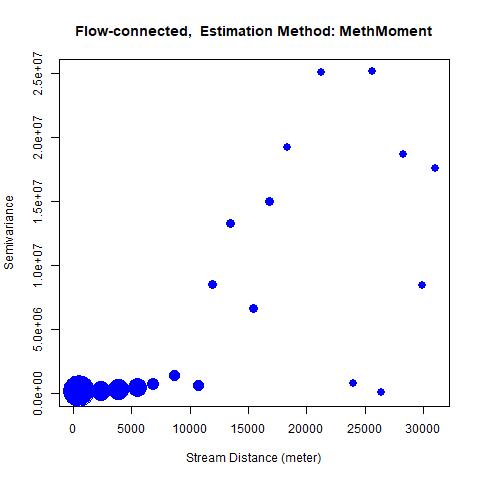 Flow-connected,  Estimation Method: MethMoment
Semivariance
2.5e+07
2.0e+07
1.5e+07
1.0e+07
5.0e+06
0.0e+00
0 5000 10000 15000 20000 25000 30000
Stream Distance (meter)